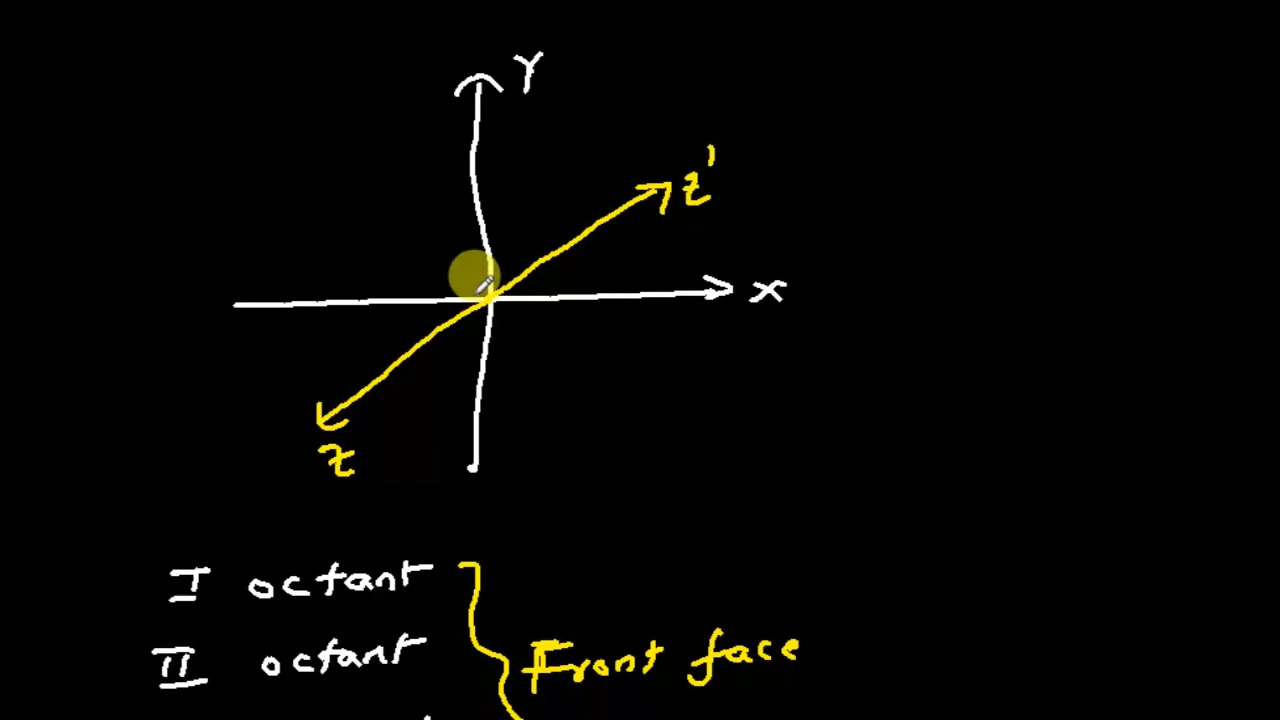 Y
z'
X
z
I octant
II octant
Front face